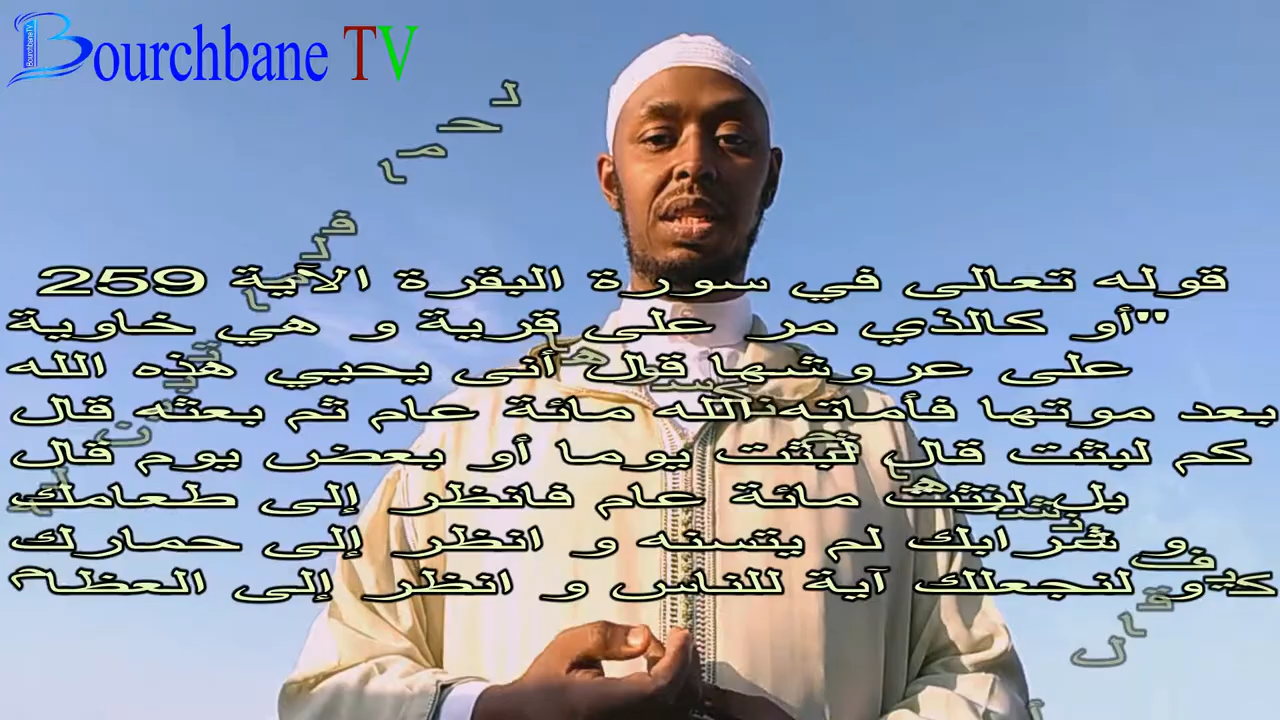 Bourchbane TV
قوله تعالى في سورة البقرة الآية 259
"أو كالذي مر على قرية و هي خاوية
على عروشها قال أنى يحيي هذه الله
بعد موتها فأماته الله مائة عام ثم بعثه قال
كم لبثت قال لبثت يوما أو بعض يوم قال
بل لبثت مائة عام فانظر إلى طعامك
و شرابك لم يتسنه و انظر إلى حمارك
و لنجعلك آية للناس و انظر إلى العظام